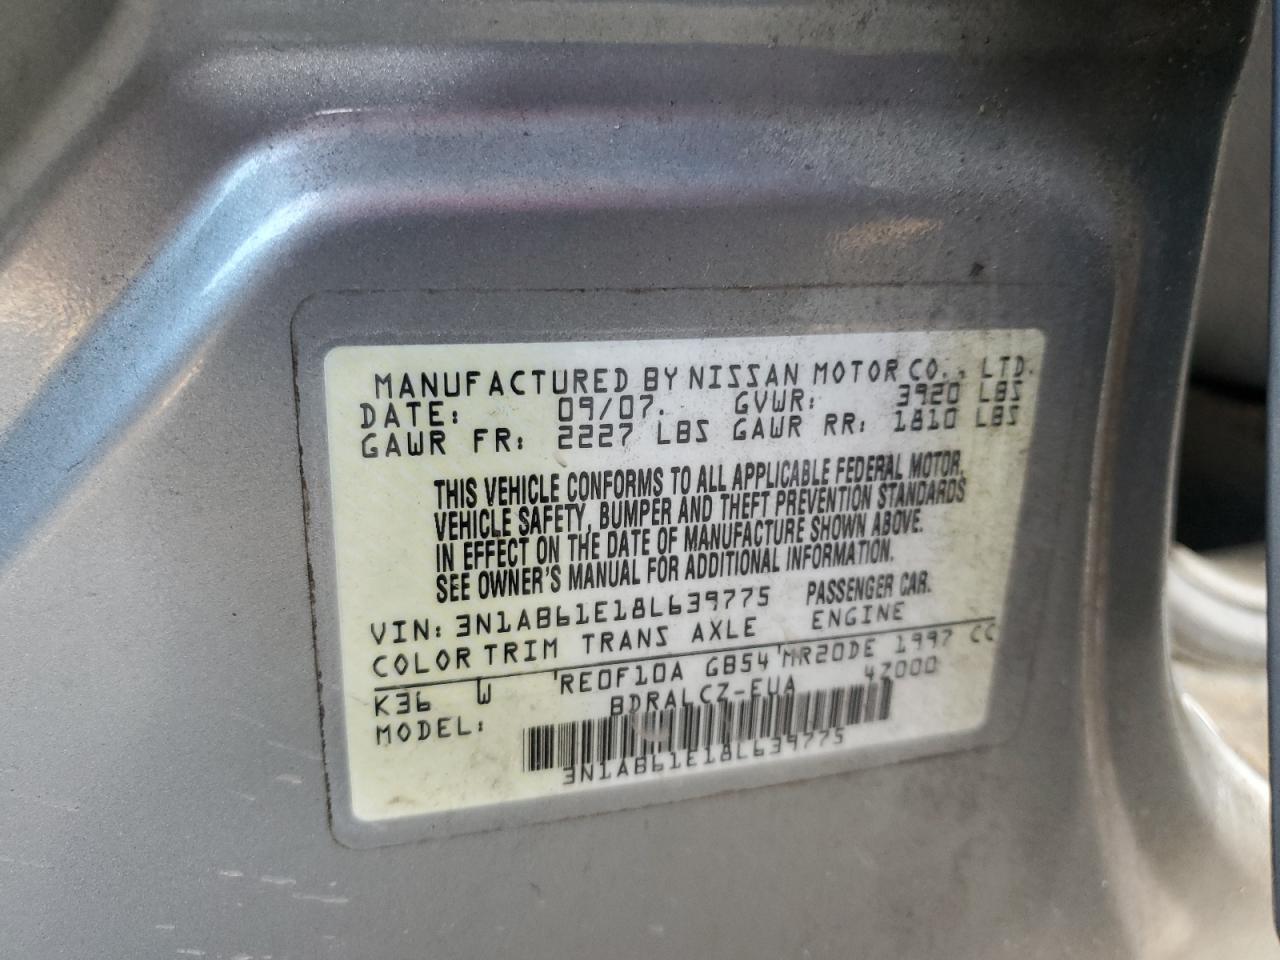 MANUFACTURED BY NISSAN MOTOR CO., LTD.
DATE: 09/07. GVWR: 3920 LBS
GAWR FR: 2227 LBS GAWR RR: 1810 LBS
THIS VEHICLE CONFORMS TO ALL APPLICABLE FEDERAL MOTOR
VEHICLE SAFETY, BUMPER AND THEFT PREVENTION STANDARDS
IN EFFECT ON THE DATE OF MANUFACTURE SHOWN ABOVE.
SEE OWNER'S MANUAL FOR ADDITIONAL INFORMATION.
VIN: 3N1AB61E18L639775 PASSENGER CAR.
COLOR TRIM TRANS AXLE ENGINE
K36 W RE0F10A GB54 MR20DE 1997 CC
MODEL: BDRALCZ-EUA 4Z000
3N1AB61E18L639775